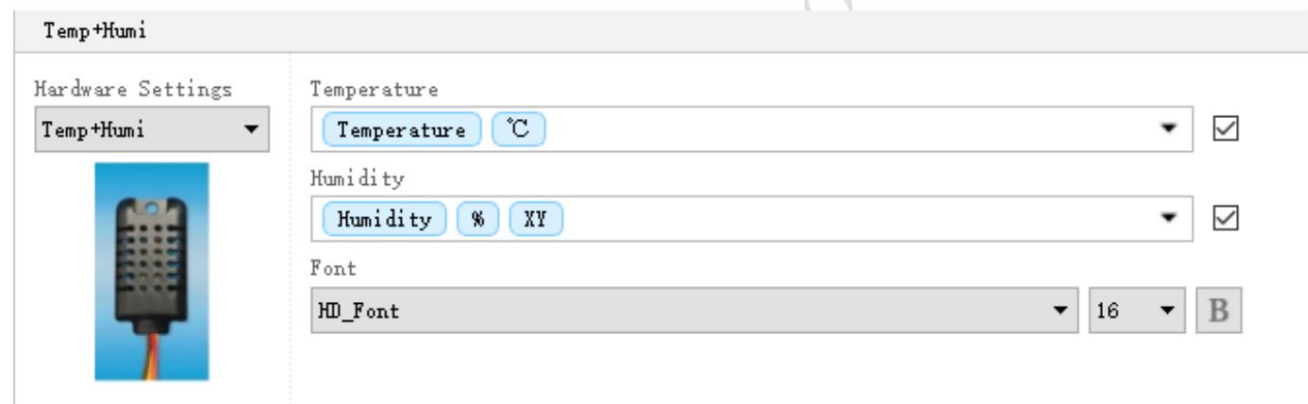 Temp+Humi
Hardware Settings
Temp+Humi
Temperature
Temperature ℃
Humidity
Humidity % XY
Font
HD_Font 16 B